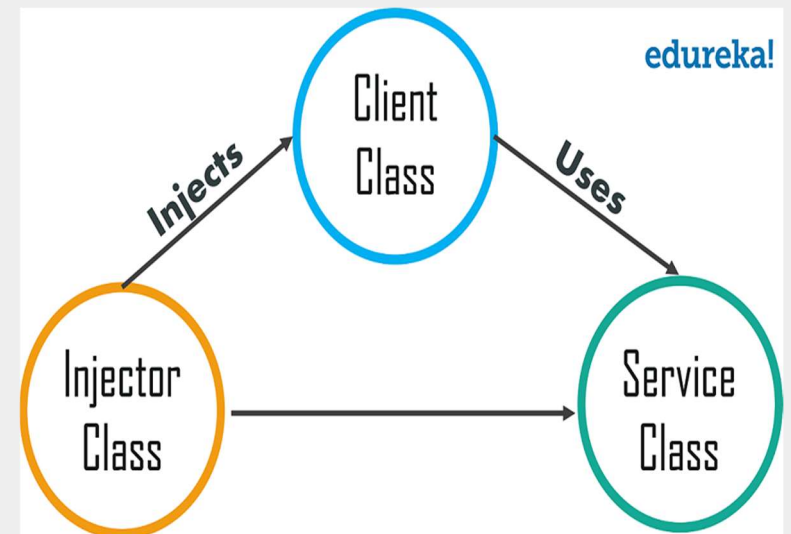 edureka!
Client
Class
Injects
Uses
Injector
Class
Service
Class